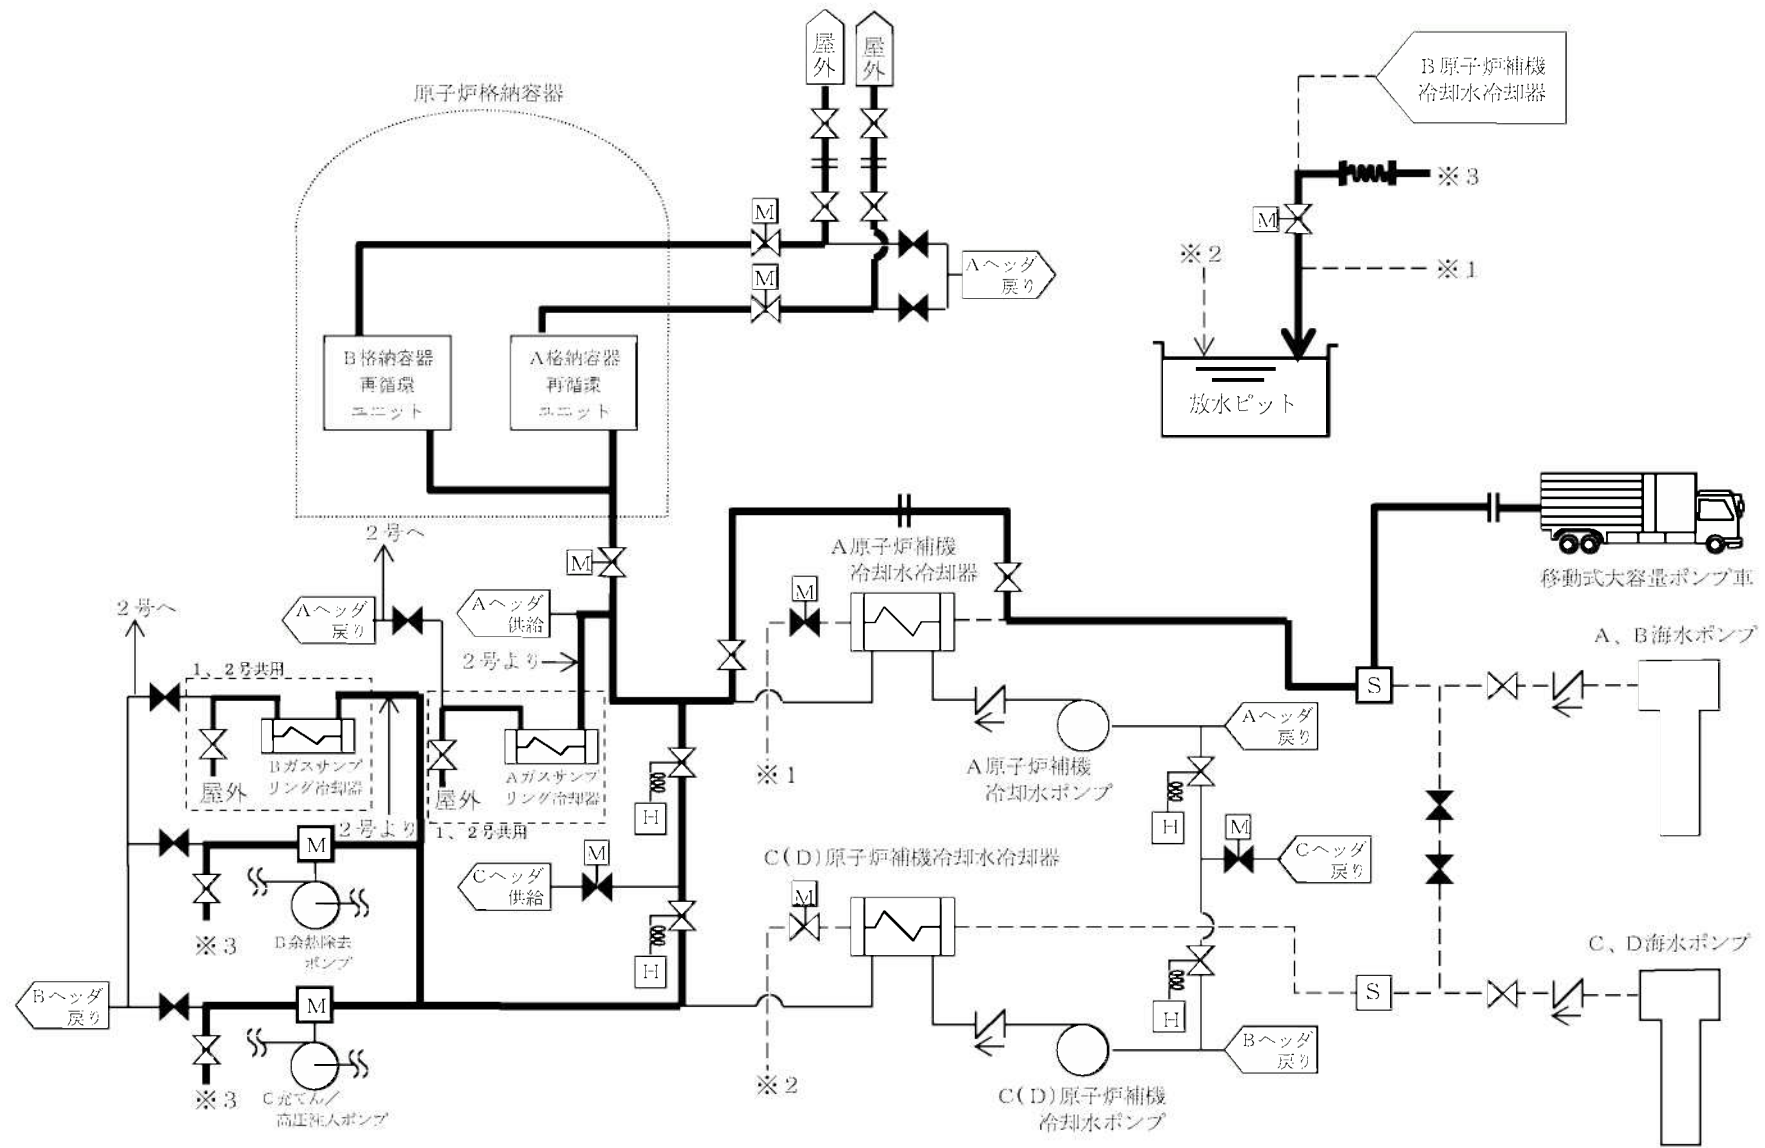 屋
外
屋
外
原子炉格納容器
B原子炉補機
冷却水冷却器
※3
M
M
※2
※1
M
Aヘッダ
戻り
B格納容器
再循環
ユニット
A格納容器
再循環
ユニット
放水ピット
2号へ
M
A原子炉補機
冷却水冷却器
移動式大容量ポンプ車
2号へ
Aヘッダ
戻り
Aヘッダ
供給
M
A、B海水ポンプ
2号より
1、2号共用
S
Aヘッダ
戻り
Bガスサンプ
リング冷却器
屋外
Aガスサンプ
リング冷却器
屋外
※1
A原子炉補機
冷却水ポンプ
2号より
1、2号共用
H
H
M
M
M
C(D)原子炉補機冷却水冷却器
Cヘッダ
戻り
Cヘッダ
供給
M
B余熱除去
ポンプ
※3
C、D海水ポンプ
H
Bヘッダ
戻り
M
S
H
Bヘッダ
戻り
※3
C充てん/
高圧注入ポンプ
※2
C(D)原子炉補機
冷却水ポンプ